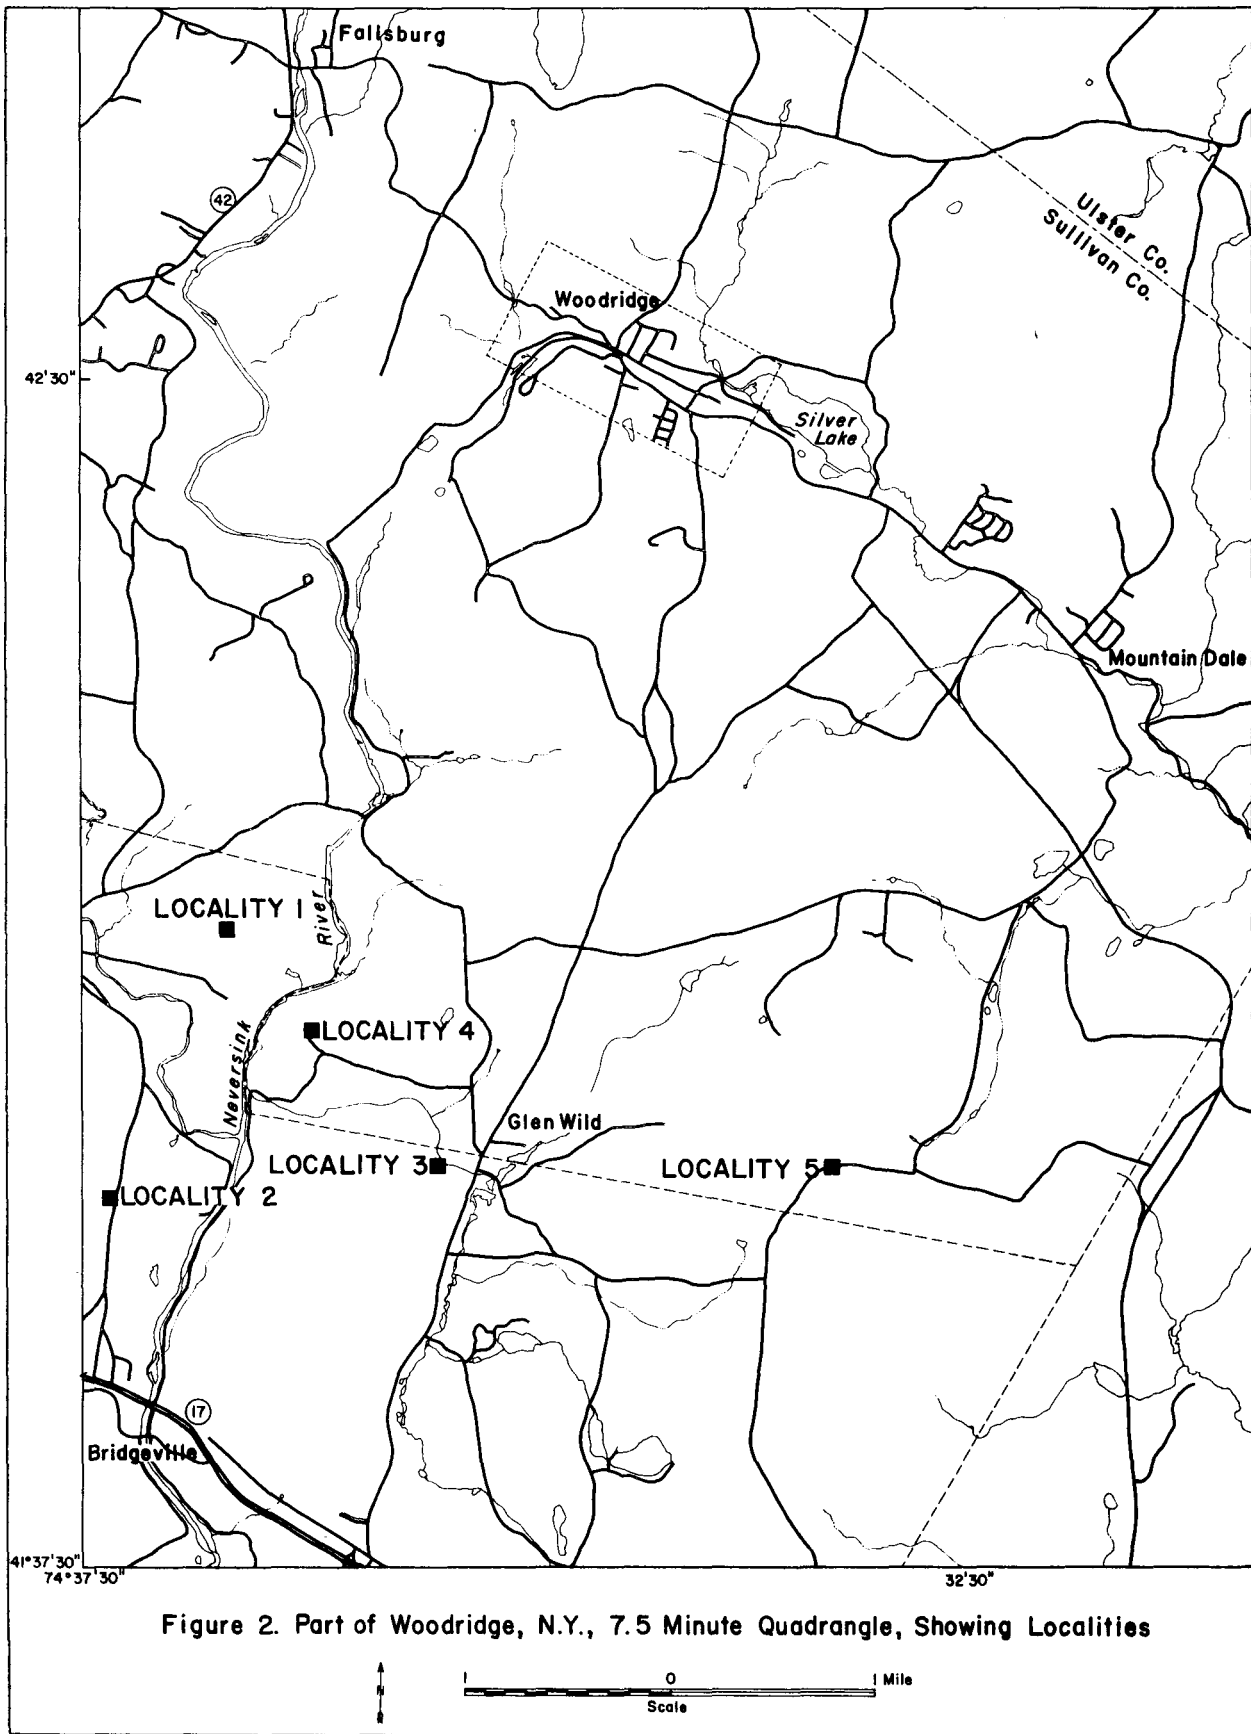 Fallsburg
42
Ulster Co.
Sullivan Co.
Woodridge
42'30"
Silver
Lake
Mountain Dale
LOCALITY 1
River
Neversink
LOCALITY 4
Glen Wild
LOCALITY 3
LOCALITY 5
LOCALITY 2
17
Bridgeville
41°37'30"
74°37'30"
32'30"
Figure 2. Part of Woodridge, N.Y., 7.5 Minute Quadrangle, Showing Localities
N
1 0 1 Mile
Scale